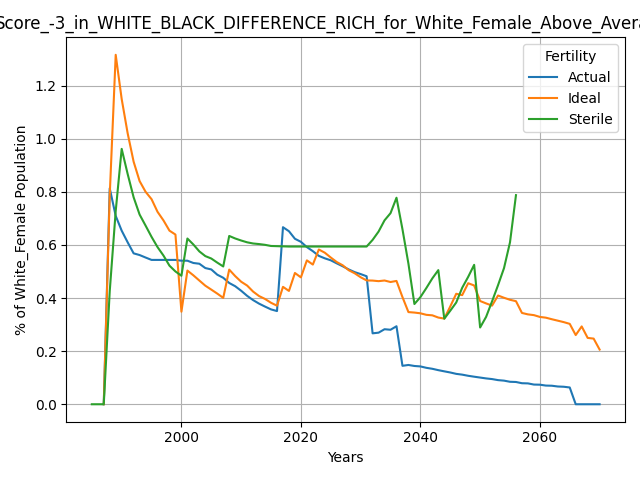 Score_-3_in_WHITE_BLACK_DIFFERENCE_RICH_for_White_Female_Above_Avera
Fertility
Actual
Ideal
Sterile
% of White_Female Population
1.2
1.0
0.8
0.6
0.4
0.2
0.0
2000
2020
2040
2060
Years